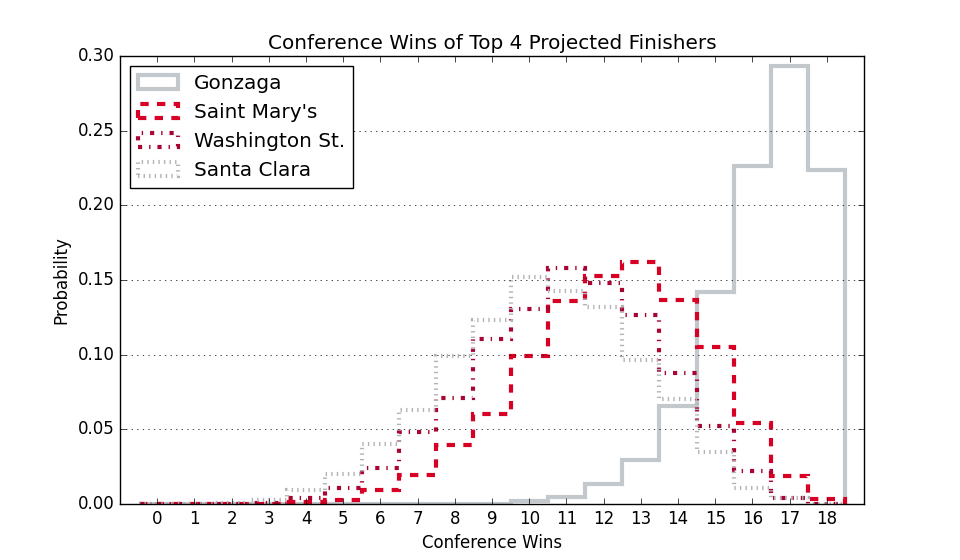 Conference Wins of Top 4 Projected Finishers
Gonzaga
Saint Mary's
Washington St.
Santa Clara
0.30
0.25
0.20
0.15
0.10
0.05
0.00
Probability
0 1 2 3 4 5 6 7 8 9 10 11 12 13 14 15 16 17 18
Conference Wins